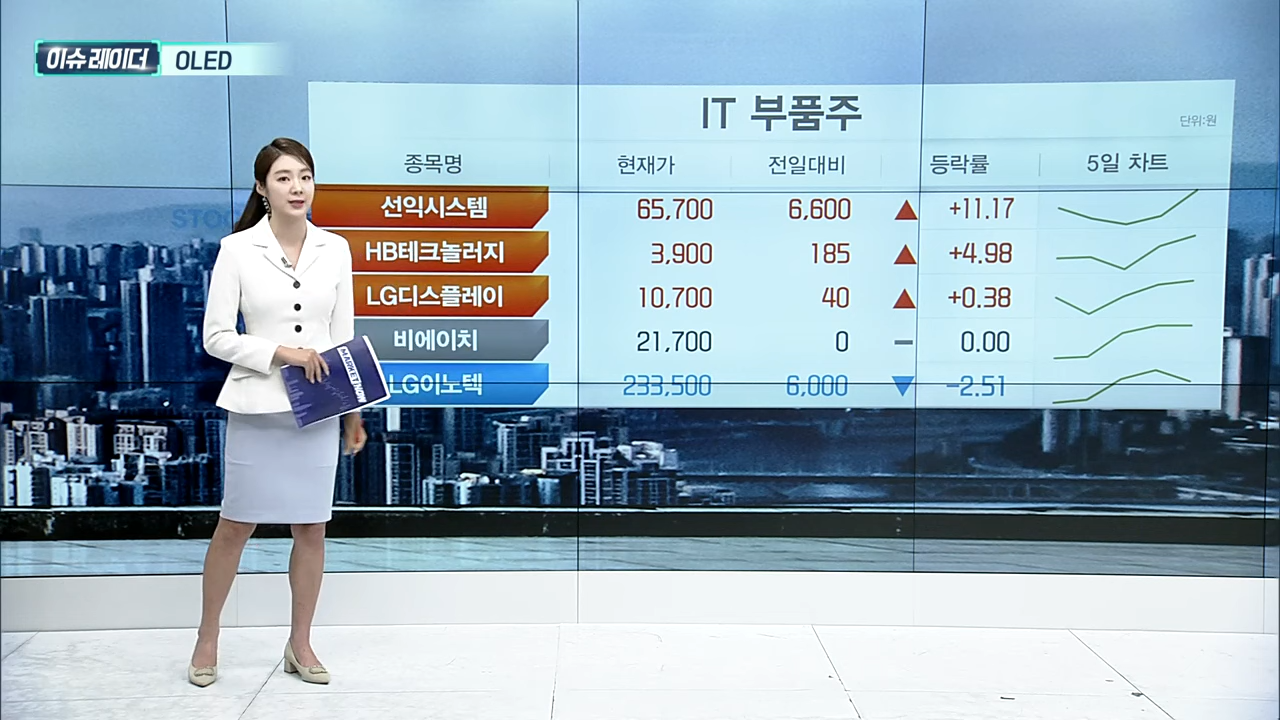 이슈 레이더 OLED
IT 부품주
단위:원
종목명 현재가 전일대비 등락률 5일 차트
선익시스템 65,700 6,600 ▲ +11.17
HB테크놀러지 3,900 185 ▲ +4.98
LG디스플레이 10,700 40 ▲ +0.38
비에이치 21,700 0 – 0.00
LG이노텍 233,500 6,000 ▼ -2.51
STO
MARKETNOW